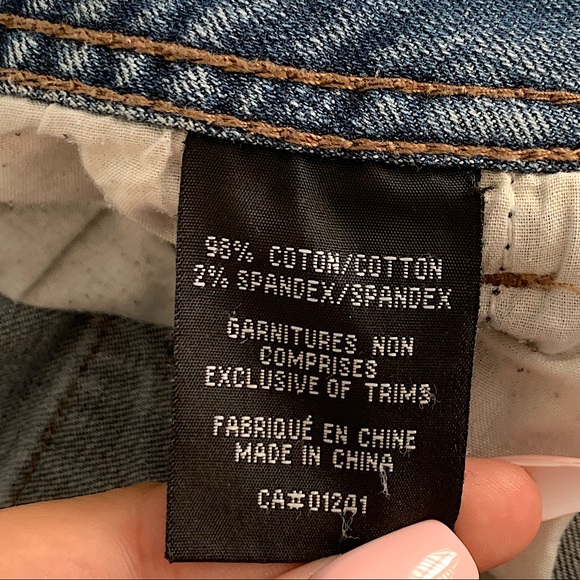 98% COTON/COTTON
2% SPANDEX/SPANDEX
GARNITURES NON
COMPRISES
EXCLUSIVE OF TRIMS
FABRIQUÉ EN CHINE
MADE IN CHINA
CA#01241